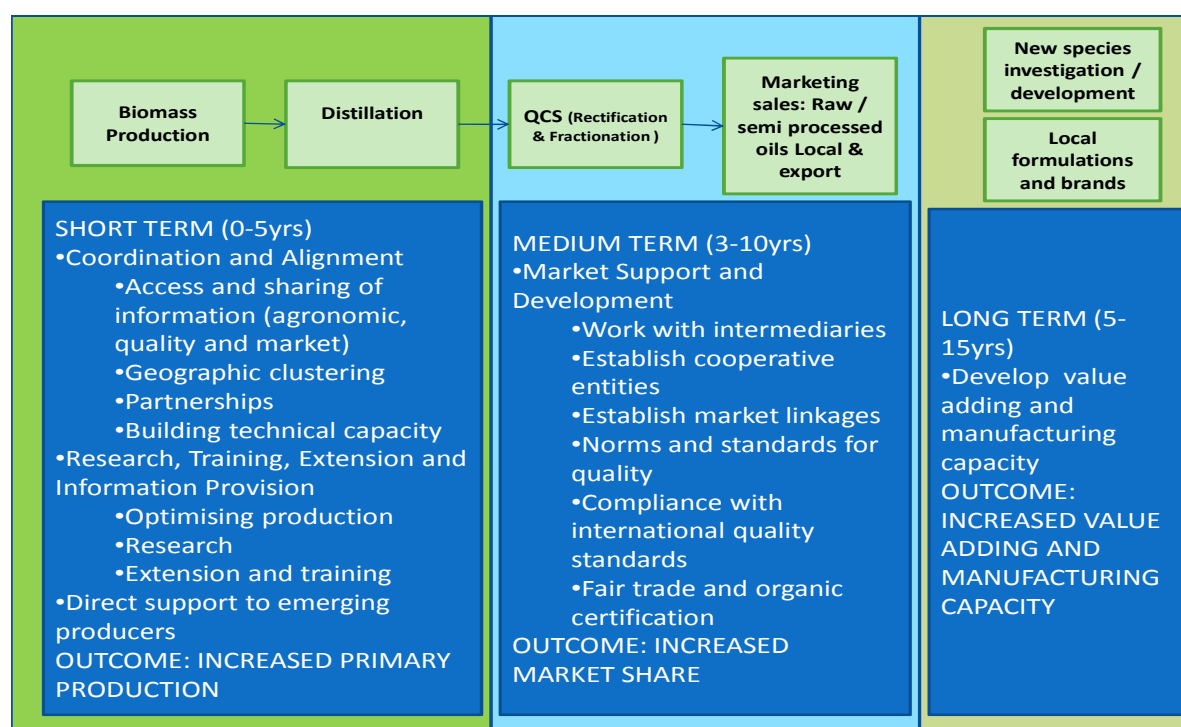 Biomass
Production
Distillation
QCS (Rectification
& Fractionation )
Marketing
sales: Raw /
semi processed
oils Local &
export
New species
investigation /
development
Local
formulations
and brands
SHORT TERM (0-5yrs)
•Coordination and Alignment
•Access and sharing of
information (agronomic,
quality and market)
•Geographic clustering
•Partnerships
•Building technical capacity
•Research, Training, Extension and
Information Provision
•Optimising production
•Research
•Extension and training
•Direct support to emerging
producers
OUTCOME: INCREASED PRIMARY
PRODUCTION
MEDIUM TERM (3-10yrs)
•Market Support and
Development
•Work with intermediaries
•Establish cooperative
entities
•Establish market linkages
•Norms and standards for
quality
•Compliance with
international quality
standards
•Fair trade and organic
certification
OUTCOME: INCREASED
MARKET SHARE
LONG TERM (5-
15yrs)
•Develop value
adding and
manufacturing
capacity
OUTCOME:
INCREASED VALUE
ADDING AND
MANUFACTURING
CAPACITY